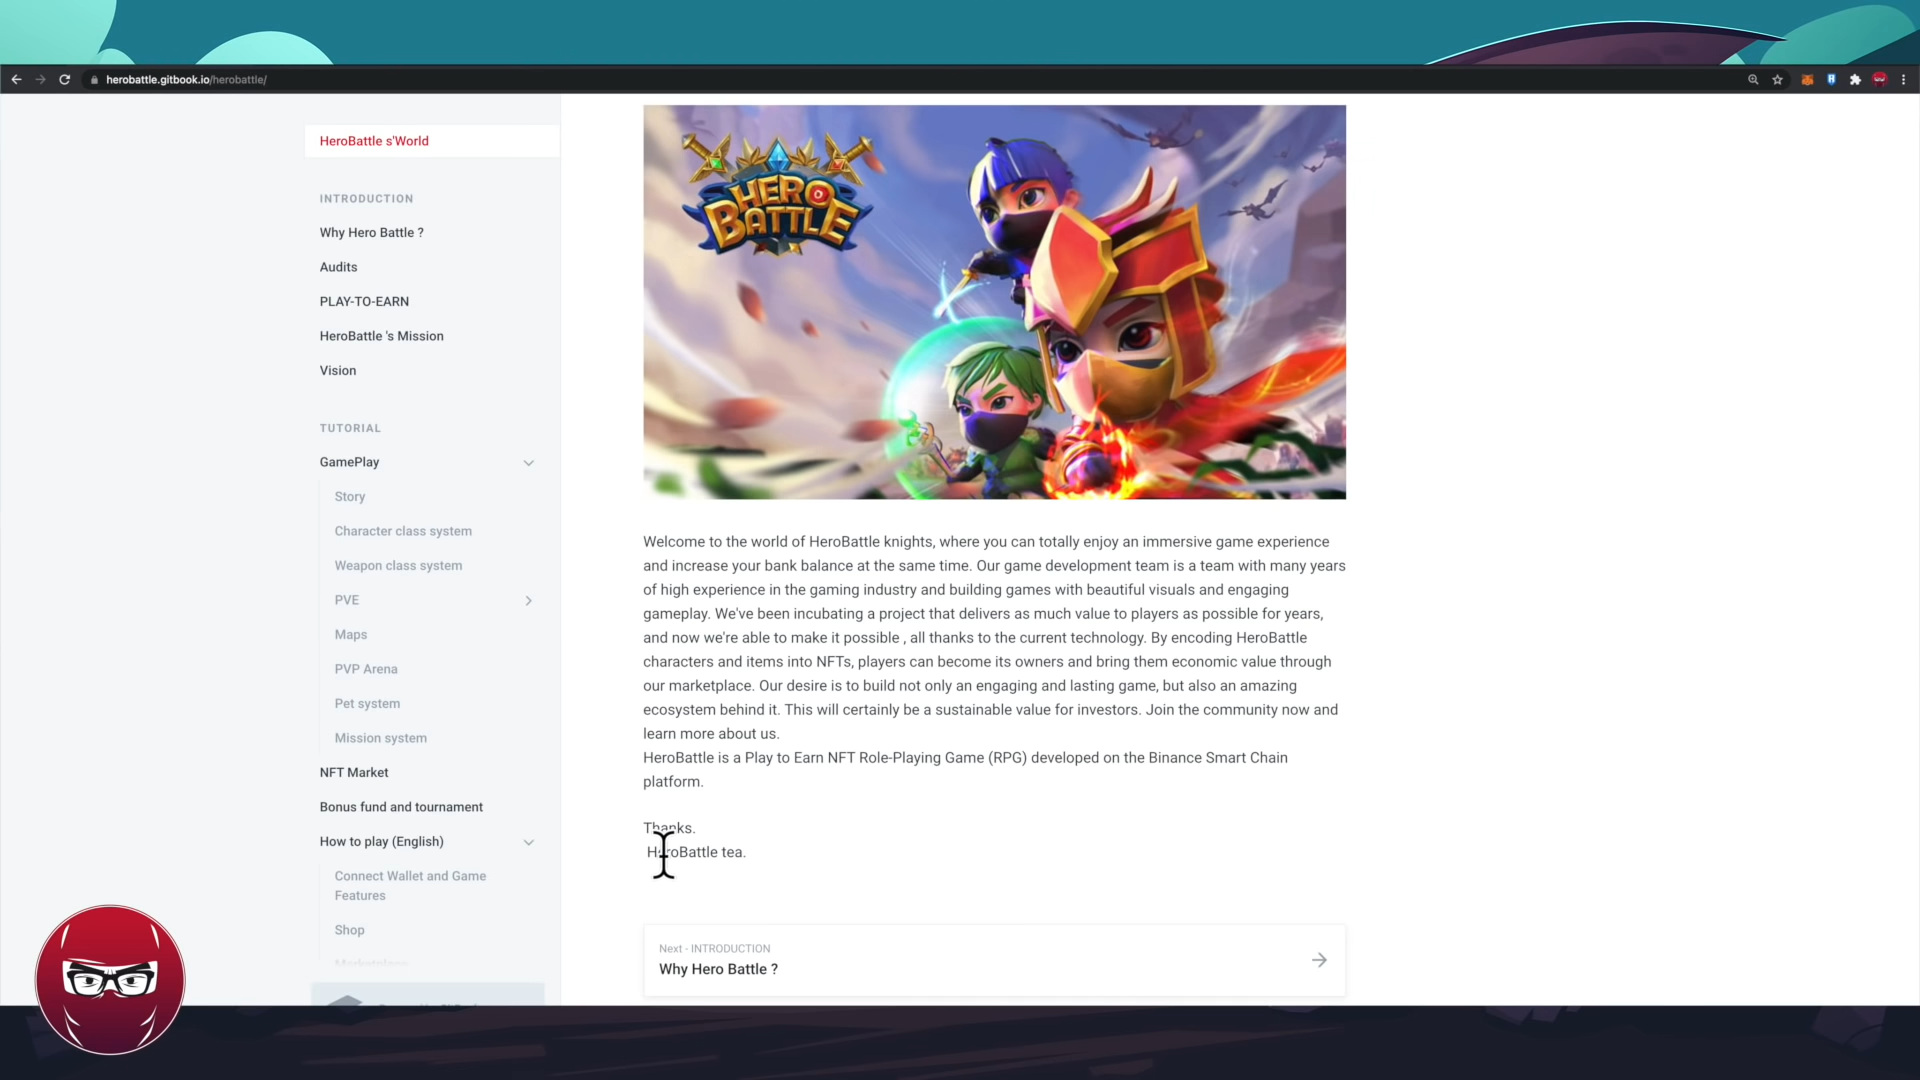 herobattle.gitbook.io/herobattle/
HeroBattle s'World
INTRODUCTION
Why Hero Battle ?
Audits
PLAY-TO-EARN
HeroBattle 's Mission
Vision
TUTORIAL
GamePlay
Story
Character class system
Weapon class system
PVE
Maps
PVP Arena
Pet system
Mission system
NFT Market
Bonus fund and tournament
How to play (English)
Connect Wallet and Game
Features
Shop
Marketplace
HERO
BATTLE
Welcome to the world of HeroBattle knights, where you can totally enjoy an immersive game experience
and increase your bank balance at the same time. Our game development team is a team with many years
of high experience in the gaming industry and building games with beautiful visuals and engaging
gameplay. We've been incubating a project that delivers as much value to players as possible for years,
and now we're able to make it possible , all thanks to the current technology. By encoding HeroBattle
characters and items into NFTs, players can become its owners and bring them economic value through
our marketplace. Our desire is to build not only an engaging and lasting game, but also an amazing
ecosystem behind it. This will certainly be a sustainable value for investors. Join the community now and
learn more about us.
HeroBattle is a Play to Earn NFT Role-Playing Game (RPG) developed on the Binance Smart Chain
platform.
Thanks.
HeroBattle tea.
Next - INTRODUCTION
Why Hero Battle ?